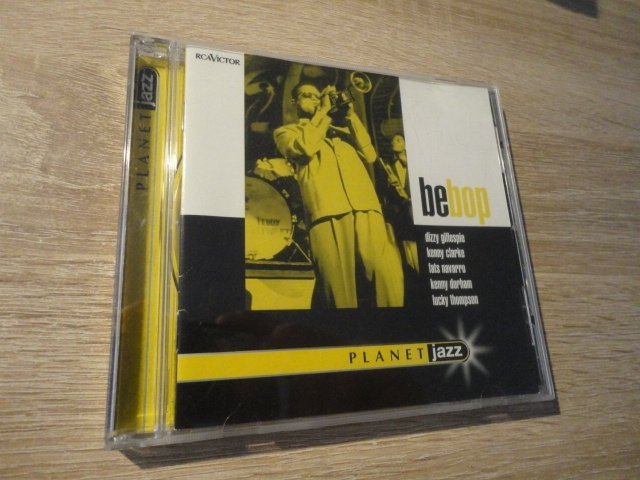 RCA VICTOR
PLANET jazz
bebop
dizzy gillespie
kenny clarke
fats navarro
kenny dorham
lucky thompson
PLANET jazz